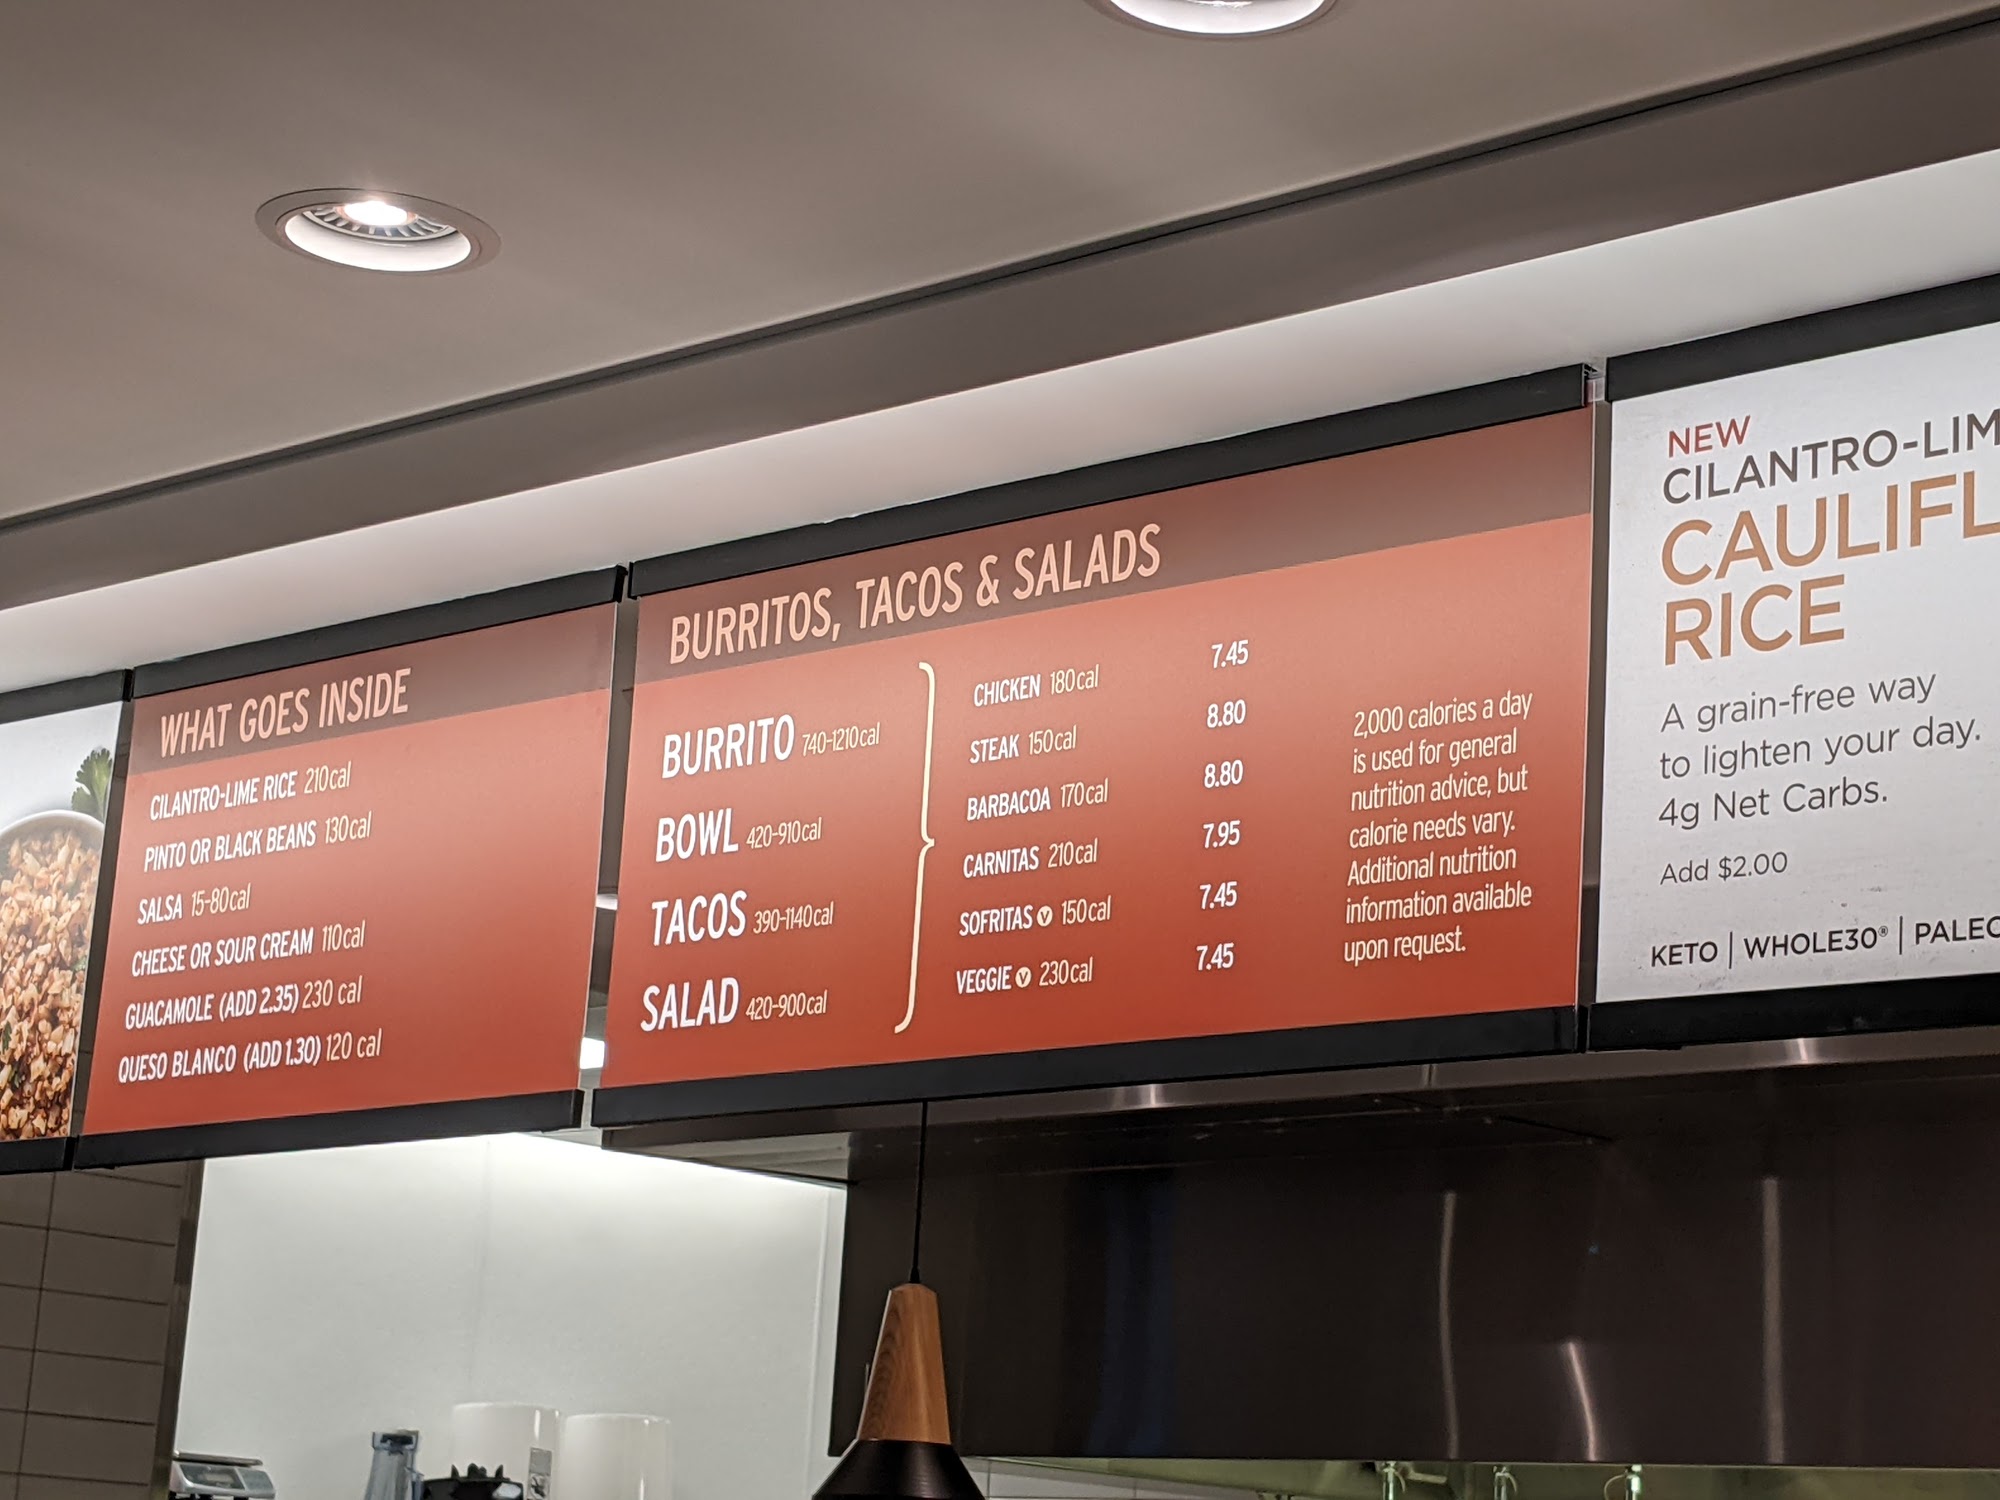 WHAT GOES INSIDE
CILANTRO-LIME RICE 210cal
PINTO OR BLACK BEANS 130cal
SALSA 15-80cal
CHEESE OR SOUR CREAM 110cal
GUACAMOLE (ADD 2.35) 230 cal
QUESO BLANCO (ADD 1.30) 120 cal
BURRITOS, TACOS & SALADS
BURRITO 740-1210cal
BOWL 420-910cal
TACOS 390-1140cal
SALAD 420-900cal
CHICKEN 180cal 7.45
STEAK 150cal 8.80
BARBACOA 170cal 8.80
CARNITAS 210cal 7.95
SOFRITAS V 150cal 7.45
VEGGIE V 230cal 7.45
2,000 calories a day
is used for general
nutrition advice, but
calorie needs vary.
Additional nutrition
information available
upon request.
NEW
CILANTRO-LIM
CAULIFL
RICE
A grain-free way
to lighten your day.
4g Net Carbs.
Add $2.00
KETO | WHOLE30® | PALEO